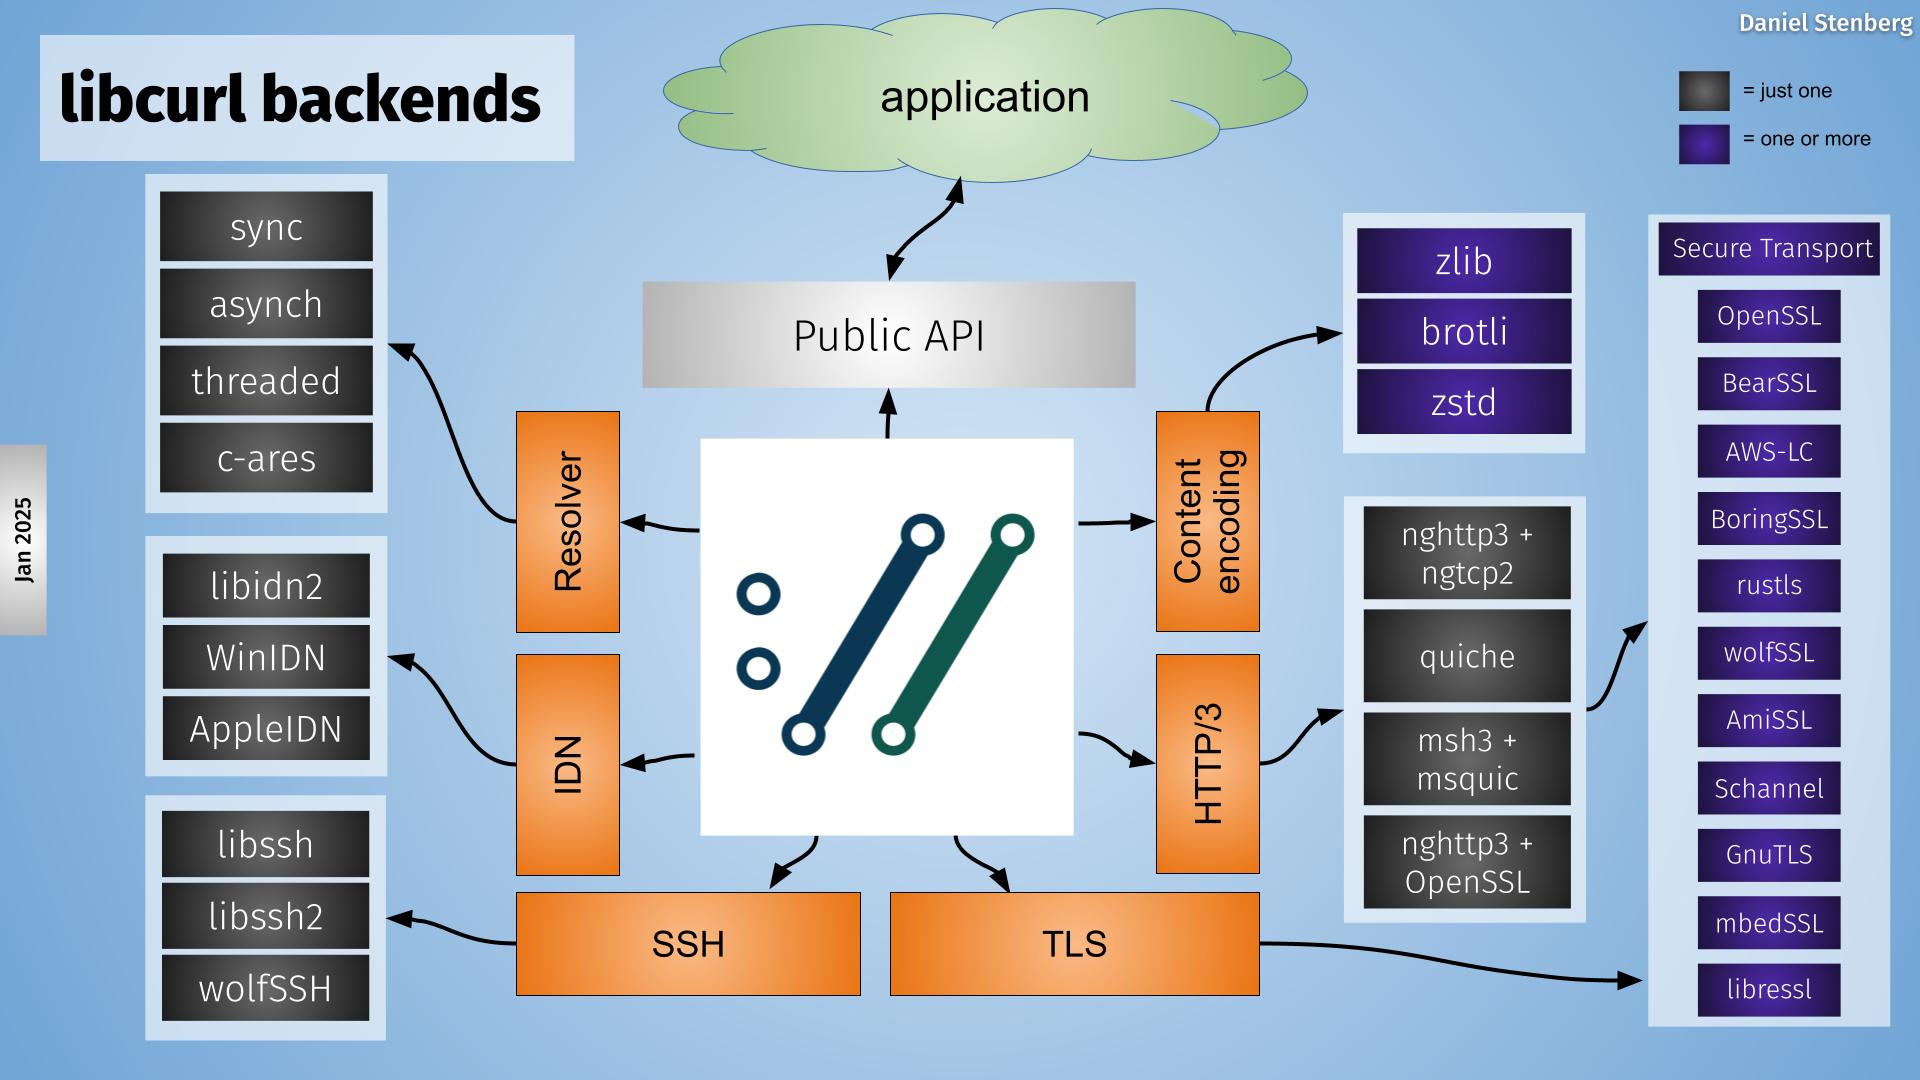 Daniel Stenberg
libcurl backends
application
= just one
= one or more
sync
asynch
threaded
c-ares
Public API
zlib
brotli
zstd
Secure Transport
OpenSSL
BearSSL
AWS-LC
BoringSSL
rustls
wolfSSL
AmiSSL
Schannel
GnuTLS
mbedSSL
libressl
Resolver
Content
encoding
Jan 2025
libidn2
WinIDN
AppleIDN
IDN
HTTP/3
nghttp3 +
ngtcp2
quiche
msh3 +
msquic
nghttp3 +
OpenSSL
libssh
libssh2
wolfSSH
SSH
TLS